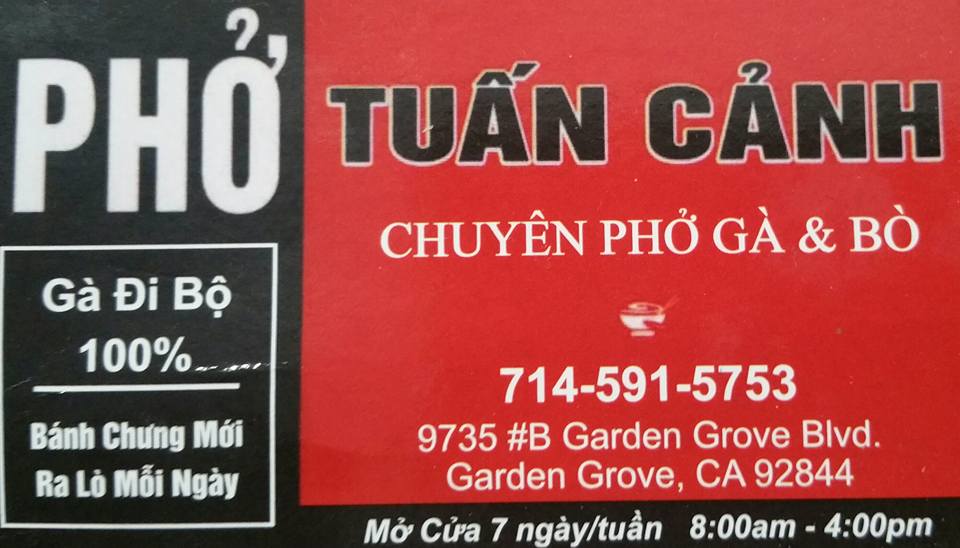 PHỞ
TUẤN CẢNH
CHUYÊN PHỞ GÀ & BÒ
Gà Đi Bộ
100%
Bánh Chưng Mới
Ra Lò Mỗi Ngày
714-591-5753
9735 #B Garden Grove Blvd.
Garden Grove, CA 92844
Mở Cửa 7 ngày/tuần 8:00am - 4:00pm